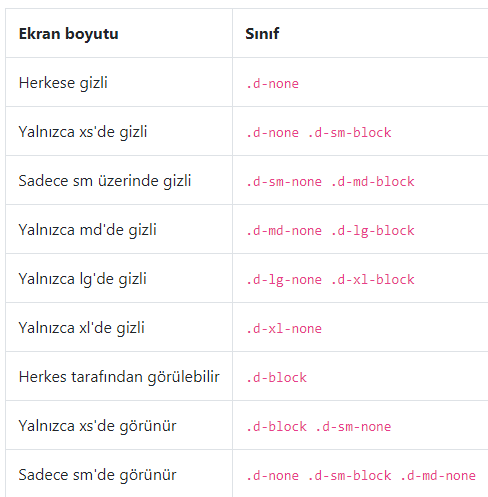 Ekran boyutu Sınıf
Herkese gizli .d-none
Yalnızca xs'de gizli .d-none .d-sm-block
Sadece sm üzerinde gizli .d-sm-none .d-md-block
Yalnızca md'de gizli .d-md-none .d-lg-block
Yalnızca lg'de gizli .d-lg-none .d-xl-block
Yalnızca xl'de gizli .d-xl-none
Herkes tarafından görülebilir .d-block
Yalnızca xs'de görünür .d-block .d-sm-none
Sadece sm'de görünür .d-none .d-sm-block .d-md-none